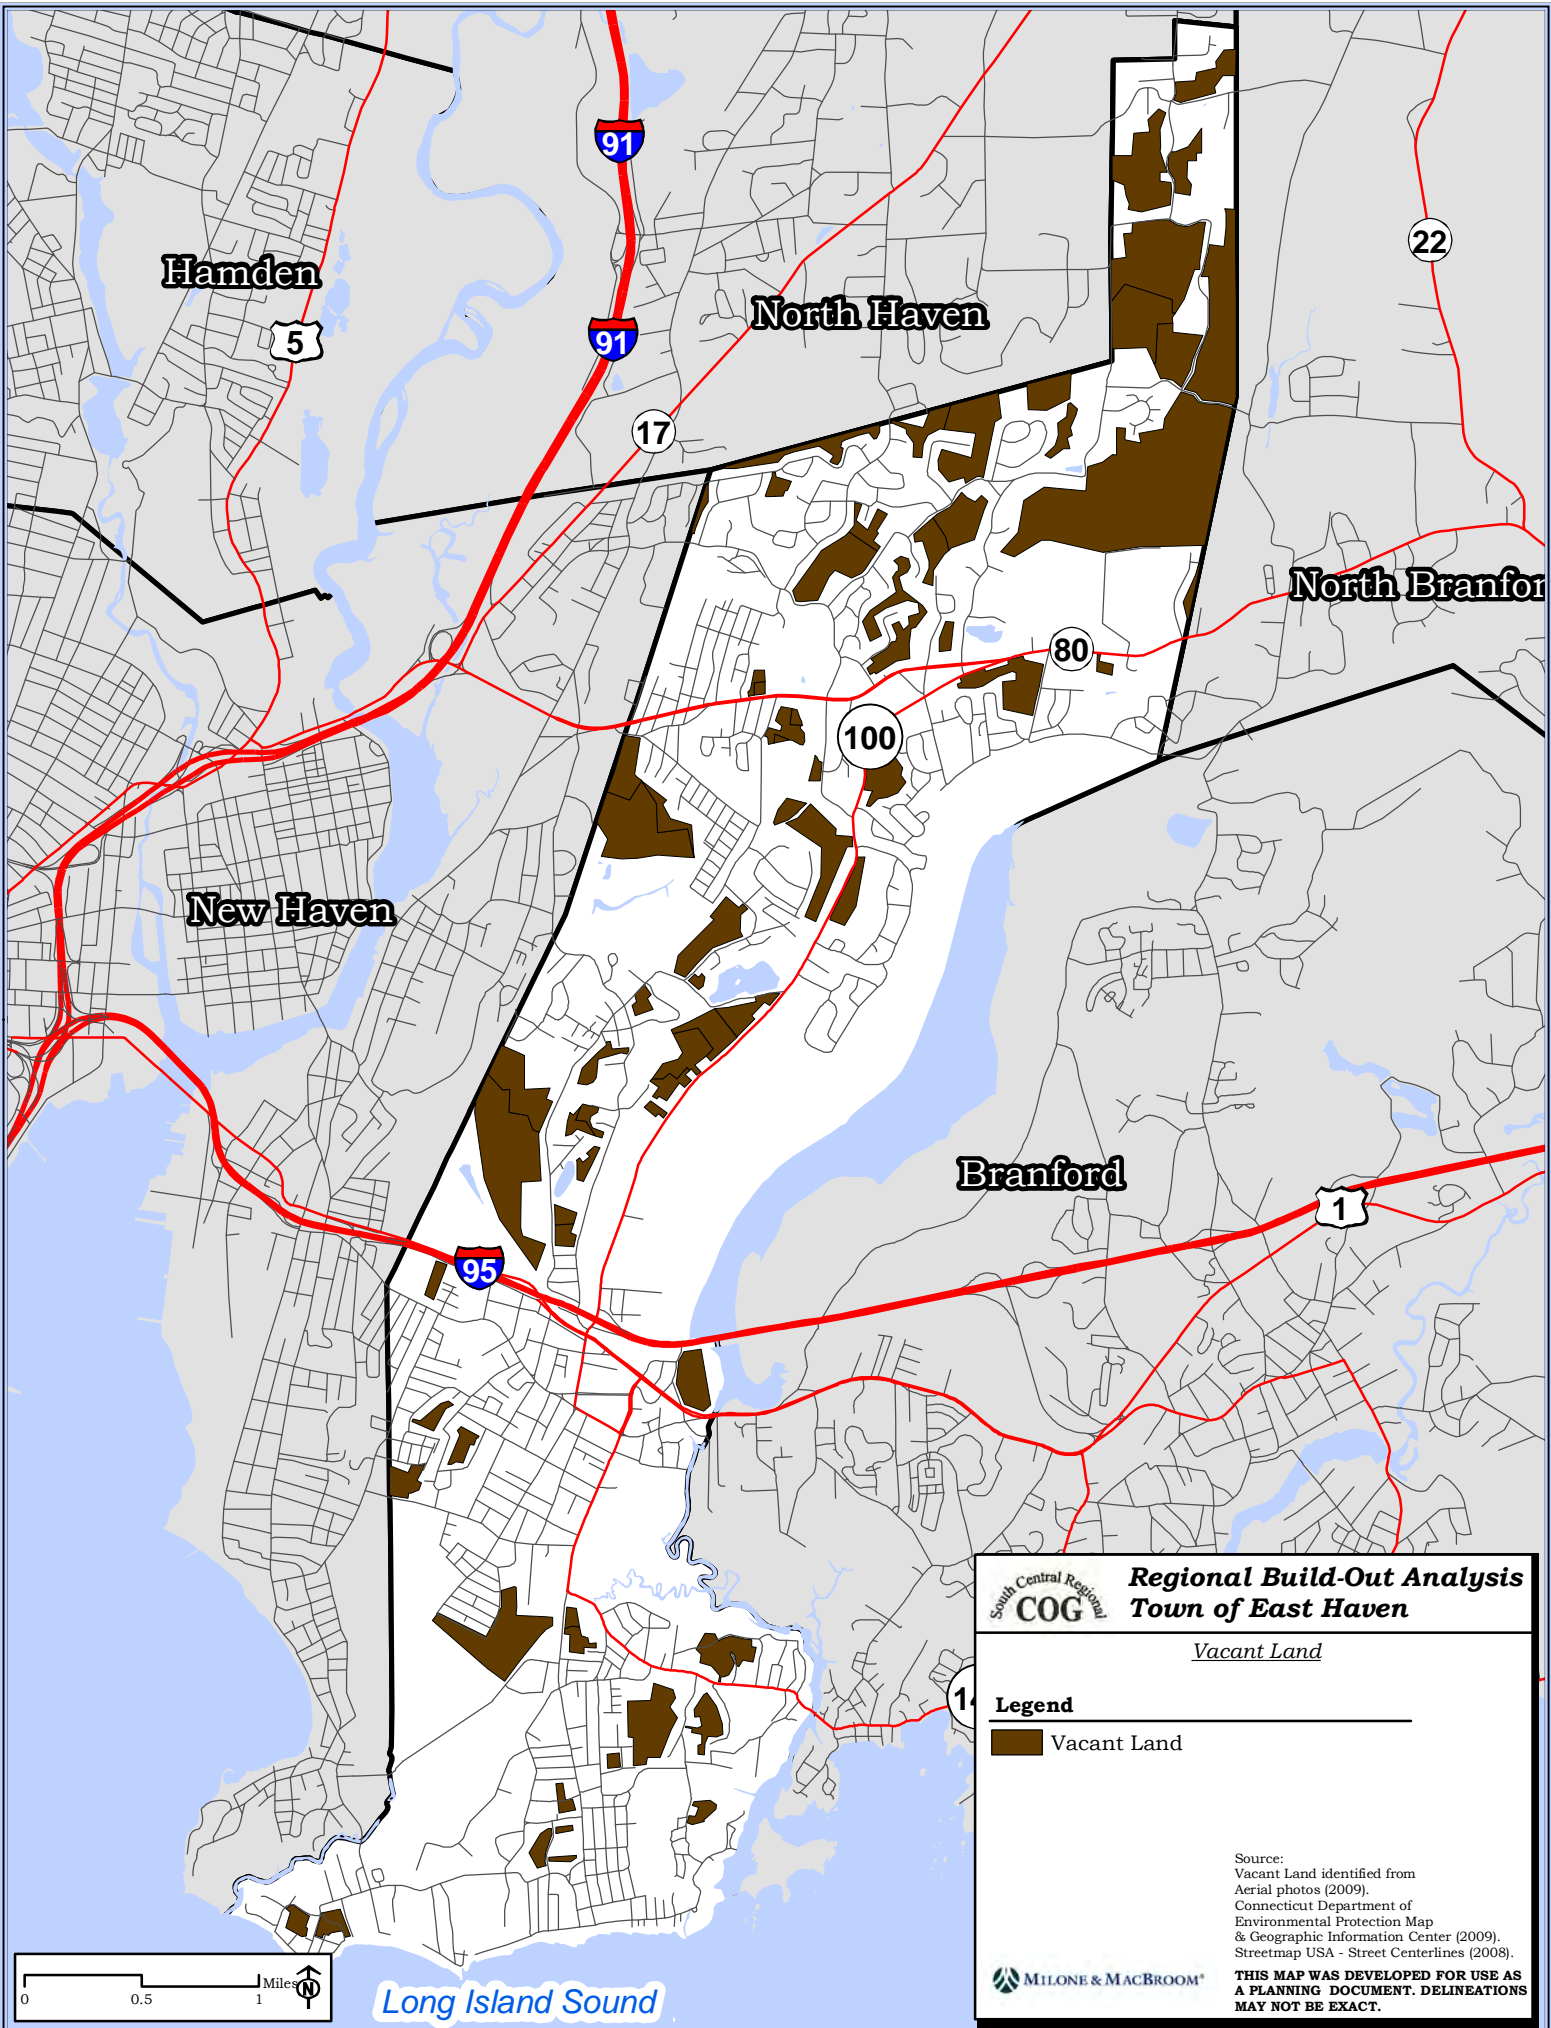 91
22
Hamden
North Haven
5
91
17
North Branfor
80
100
New Haven
Branford
1
95
South Central Regional
COG
Regional Build-Out Analysis
Town of East Haven
Vacant Land
14
Legend
Vacant Land
Source:
Vacant Land identified from
Aerial photos (2009).
Connecticut Department of
Environmental Protection Map
& Geographic Information Center (2009).
Streetmap USA - Street Centerlines (2008).
MILONE & MACBROOM®
THIS MAP WAS DEVELOPED FOR USE AS
A PLANNING DOCUMENT. DELINEATIONS
MAY NOT BE EXACT.
Miles
N
0 0.5 1
Long Island Sound